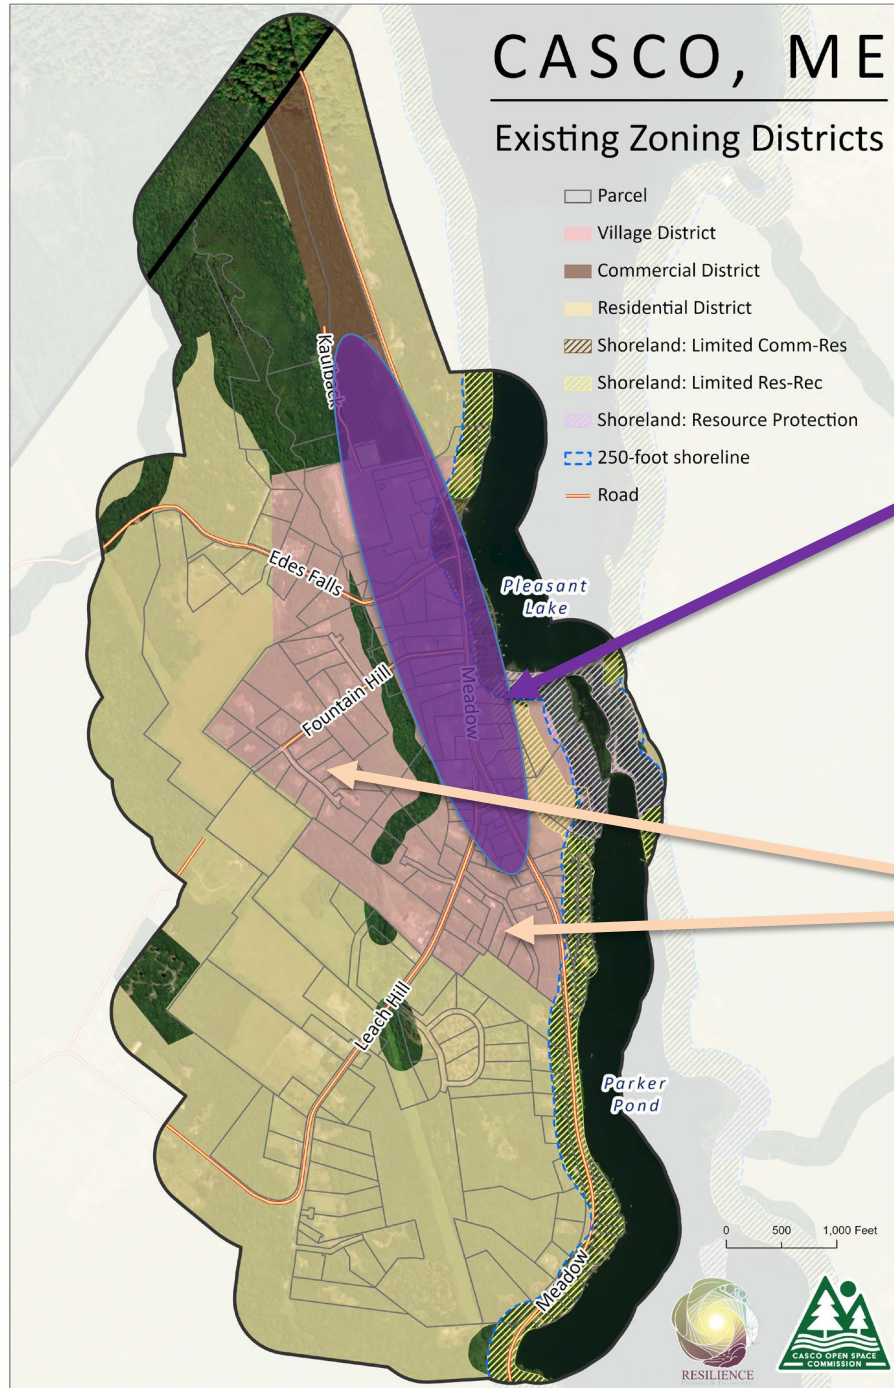 CASCO, ME
Existing Zoning Districts
Parcel
Village District
Commercial District
Residential District
Shoreland: Limited Comm-Res
Shoreland: Limited Res-Rec
Shoreland: Resource Protection
250-foot shoreline
Road
Kaulback
Edes Falls
Pleasant
Lake
Fountain Hill
Meadow
Leach Hill
Parker
Pond
Meadow
0 500 1,000 Feet
RESILIENCE
CASCO OPEN SPACE
COMMISSION